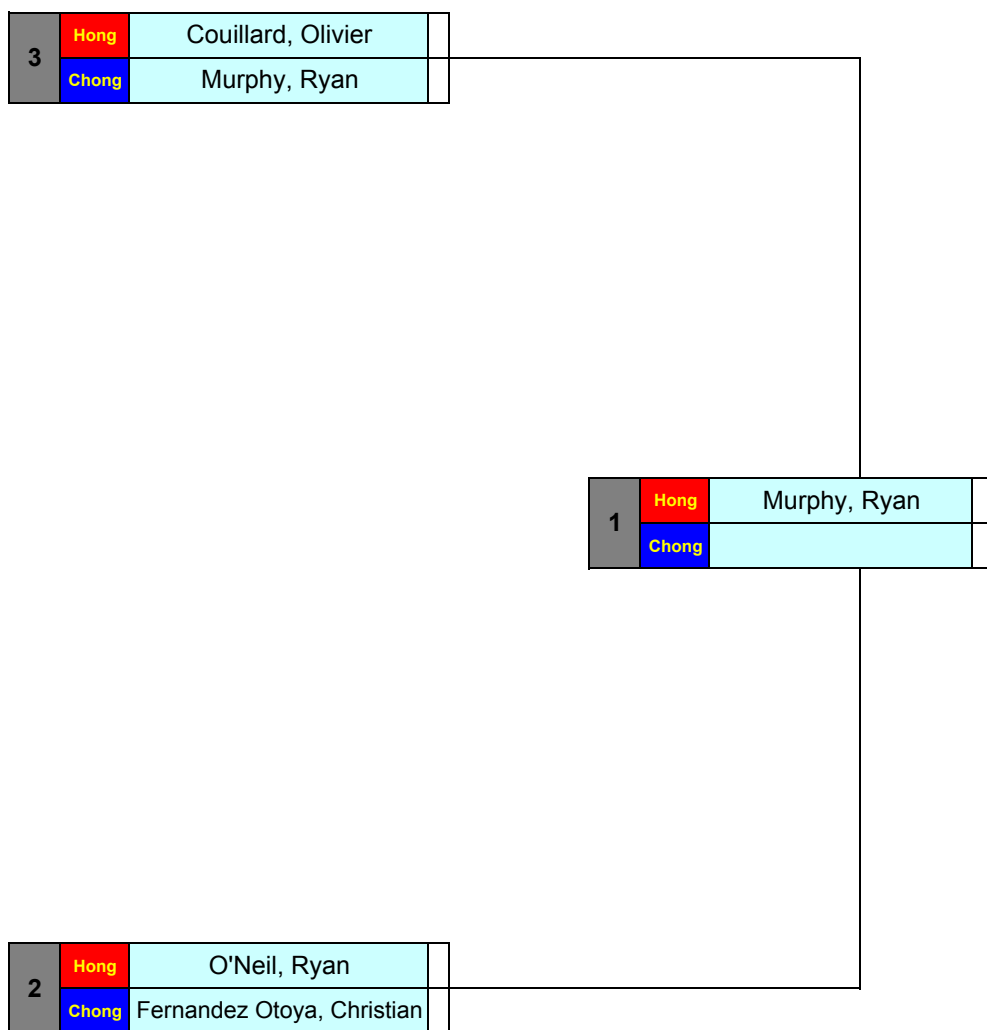 3
Hong Couillard, Olivier
Chong Murphy, Ryan
1
Hong Murphy, Ryan
Chong
2
Hong O'Neil, Ryan
Chong Fernandez Otoya, Christian